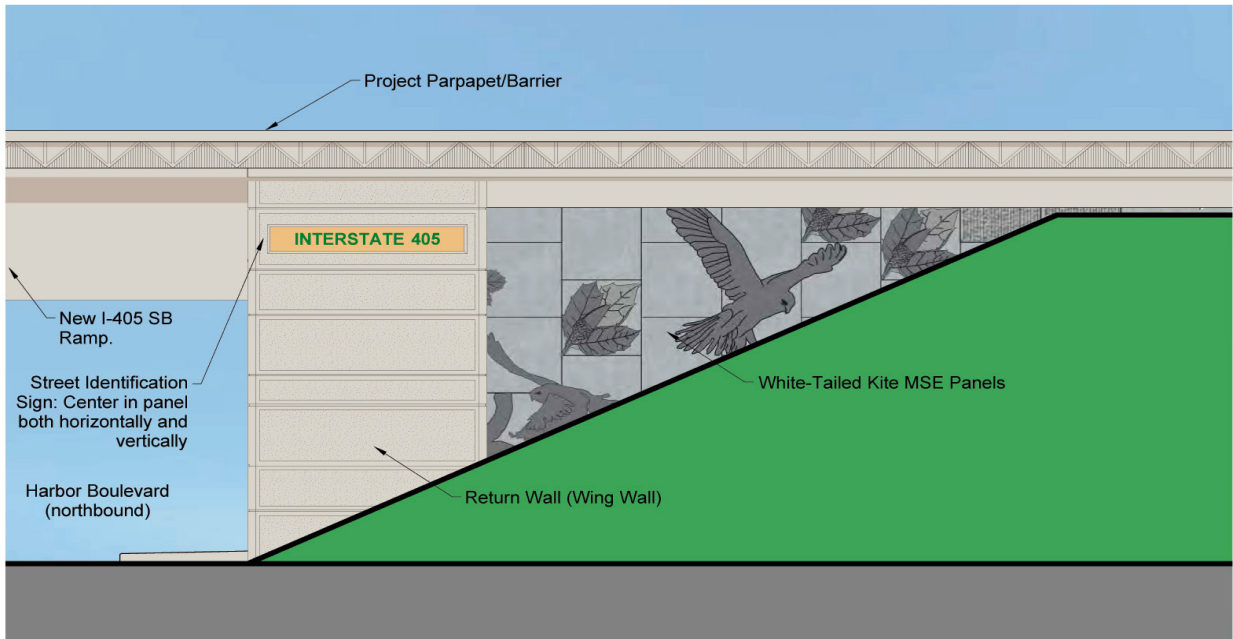 Project Parpapet/Barrier
INTERSTATE 405
New I-405 SB
Ramp.
Street Identification
Sign: Center in panel
both horizontally and
vertically
White-Tailed Kite MSE Panels
Harbor Boulevard
(northbound)
Return Wall (Wing Wall)